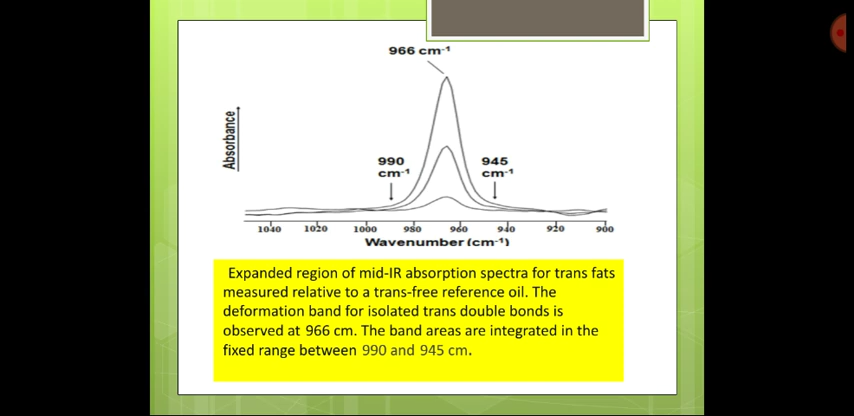 966 cm-1
Absorbance
990
cm-1
945
cm-1
1040 1020 1000 980 960 940 920 900
Wavenumber (cm-1)
Expanded region of mid-IR absorption spectra for trans fats
measured relative to a trans-free reference oil. The
deformation band for isolated trans double bonds is
observed at 966 cm. The band areas are integrated in the
fixed range between 990 and 945 cm.